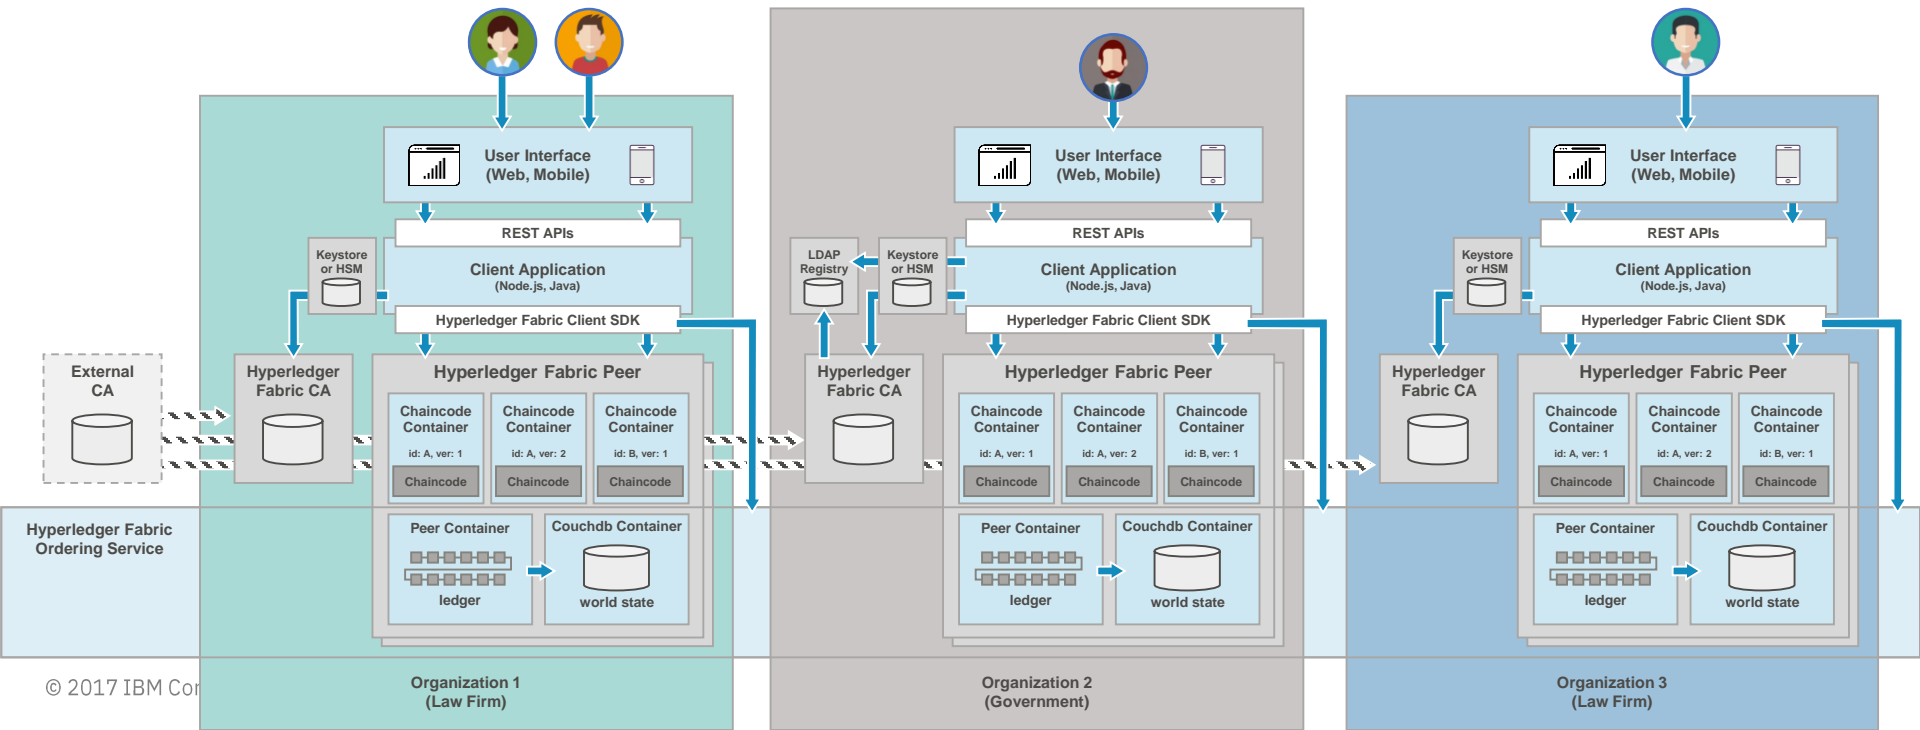 User Interface
(Web, Mobile)
REST APIs
Keystore
or HSM
Client Application
(Node.js, Java)
Hyperledger Fabric Client SDK
External
CA
Hyperledger
Fabric CA
Hyperledger Fabric Peer
Chaincode
Container
id: A, ver: 1
Chaincode
Chaincode
Container
id: A, ver: 2
Chaincode
Chaincode
Container
id: B, ver: 1
Chaincode
Hyperledger Fabric
Ordering Service
Peer Container
ledger
Couchdb Container
world state
© 2017 IBM Cor
Organization 1
(Law Firm)
User Interface
(Web, Mobile)
REST APIs
LDAP
Registry
Keystore
or HSM
Client Application
(Node.js, Java)
Hyperledger Fabric Client SDK
Hyperledger
Fabric CA
Hyperledger Fabric Peer
Chaincode
Container
id: A, ver: 1
Chaincode
Chaincode
Container
id: A, ver: 2
Chaincode
Chaincode
Container
id: B, ver: 1
Chaincode
Peer Container
ledger
Couchdb Container
world state
Organization 2
(Government)
User Interface
(Web, Mobile)
REST APIs
Keystore
or HSM
Client Application
(Node.js, Java)
Hyperledger Fabric Client SDK
Hyperledger
Fabric CA
Hyperledger Fabric Peer
Chaincode
Container
id: A, ver: 1
Chaincode
Chaincode
Container
id: A, ver: 2
Chaincode
Chaincode
Container
id: B, ver: 1
Chaincode
Peer Container
ledger
Couchdb Container
world state
Organization 3
(Law Firm)